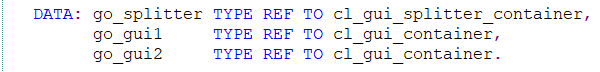 DATA: go_splitter TYPE REF TO cl_gui_splitter_container,
go_gui1 TYPE REF TO cl_gui_container,
go_gui2 TYPE REF TO cl_gui_container.